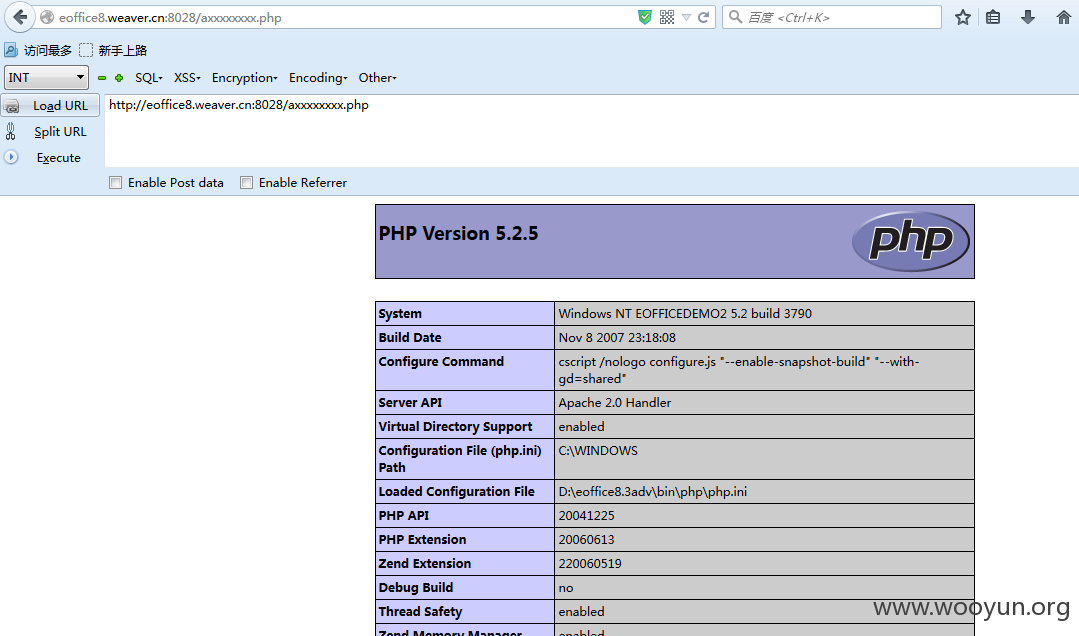 eoffice8.weaver.cn:8028/axxxxxxxx.php
百度 <Ctrl+K>
访问最多 新手上路
INT SQL XSS Encryption Encoding Other
Load URL http://eoffice8.weaver.cn:8028/axxxxxxxx.php
Split URL
Execute
Enable Post data Enable Referrer
PHP Version 5.2.5
php
System Windows NT EOFFICEDEMO2 5.2 build 3790
Build Date Nov 8 2007 23:18:08
Configure Command cscript /nologo configure.js "--enable-snapshot-build" "--with-
gd=shared"
Server API Apache 2.0 Handler
Virtual Directory Support enabled
Configuration File (php.ini) C:\WINDOWS
Path
Loaded Configuration File D:\eoffice8.3adv\bin\php\php.ini
PHP API 20041225
PHP Extension 20060613
Zend Extension 220060519
Debug Build no
Thread Safety enabled
www.wooyun.org
Zend Memory Manager enabled